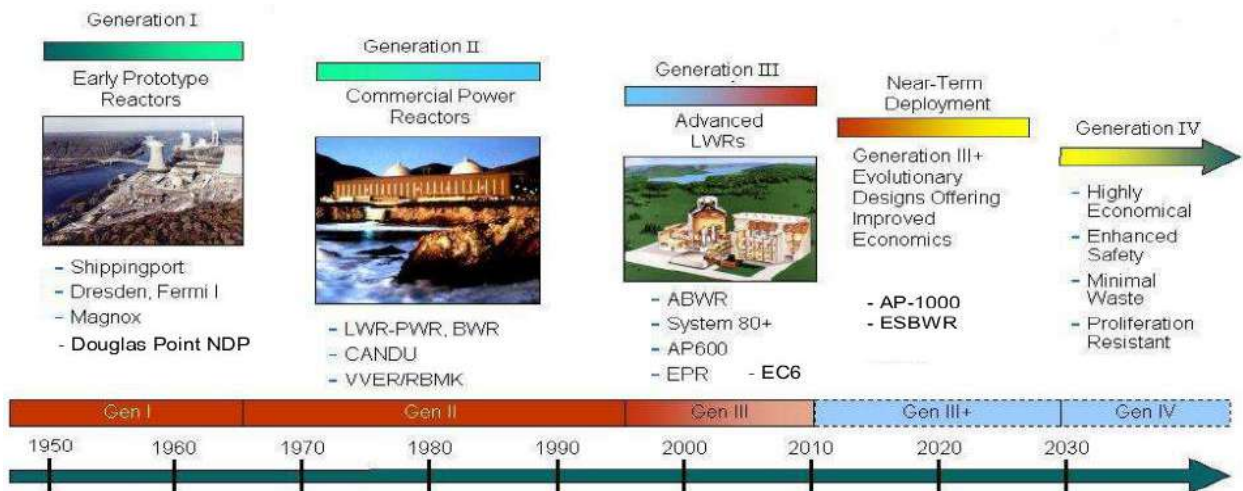 Generation I
Early Prototype
Reactors
- Shippingport
- Dresden, Fermi I
- Magnox
- Douglas Point NDP
Generation II
Commercial Power
Reactors
- LWR-PWR, BWR
- CANDU
- VVER/RBMK
Generation III
Advanced
LWRs
- ABWR
- System 80+
- AP600
- EPR - EC6
Near-Term
Deployment
Generation III+
Evolutionary
Designs Offering
Improved
Economics
- AP-1000
- ESBWR
Generation IV
- Highly
Economical
- Enhanced
Safety
- Minimal
Waste
- Proliferation
Resistant
Gen I Gen II Gen III Gen III+ Gen IV
1950 1960 1970 1980 1990 2000 2010 2020 2030